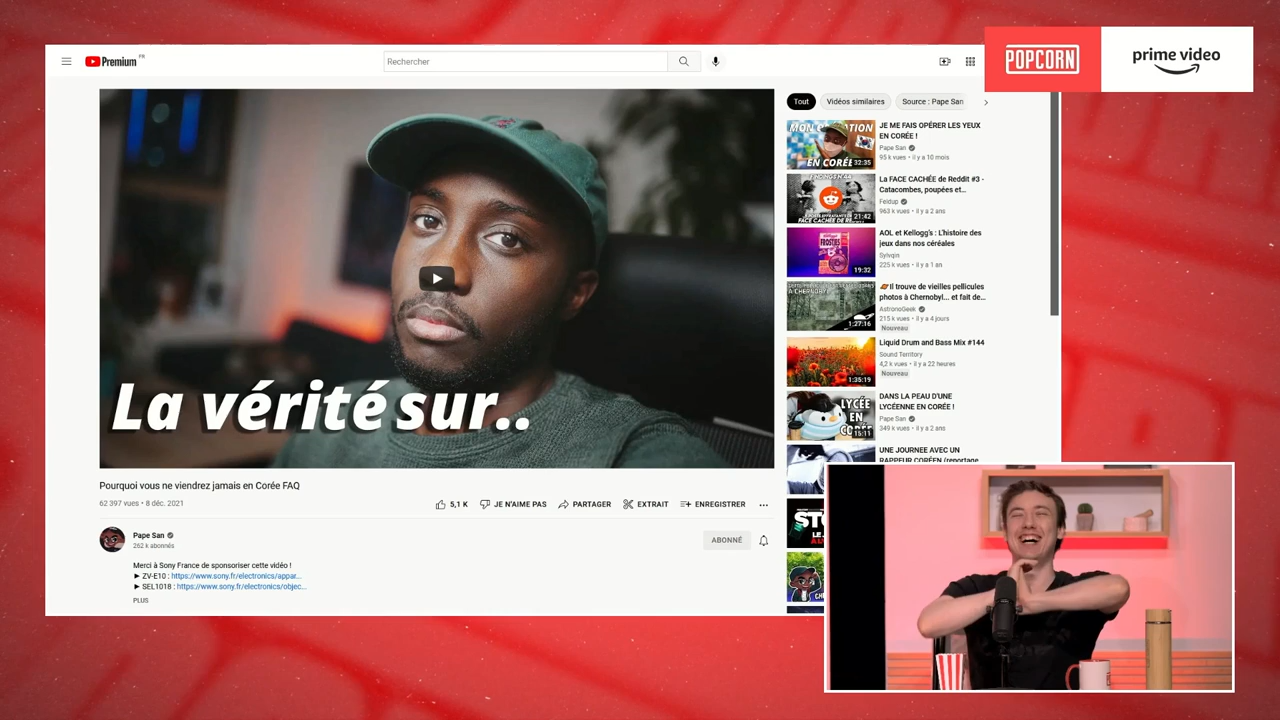 POPCORN
prime video
Premium FR
Rechercher
La vérité sur..
Pourquoi vous ne viendrez jamais en Corée FAQ
62 397 vues • 8 déc. 2021
5,1 K
JE N'AIME PAS
PARTAGER
EXTRAIT
ENREGISTRER
Pape San
262 k abonnés
ABONNÉ
Merci à Sony France de sponsoriser cette vidéo !
► ZV-E10 : https://www.sony.fr/electronics/appar...
► SEL1018 : https://www.sony.fr/electronics/objec...
PLUS
Tout
Vidéos similaires
Source : Pape San
EN CORÉE
32:35
JE ME FAIS OPÉRER LES YEUX
EN CORÉE !
Pape San
95 k vues • il y a 10 mois
21:42
La FACE CACHÉE de Reddit #3 -
Catacombes, poupées et...
Feldup
963 k vues • il y a 2 ans
FROSTIES
19:32
AOL et Kellogg's : L'histoire des
jeux dans nos céréales
Sylvqin
225 k vues • il y a 1 an
1:27:16
Il trouve de vieilles pellicules
photos à Chernobyl... et fait de...
AstronoGeek
215 k vues • il y a 4 jours
Nouveau
1:35:19
Liquid Drum and Bass Mix #144
Sound Territory
4,2 k vues • il y a 22 heures
Nouveau
LYCÉE
EN
CORÉE
15:11
DANS LA PEAU D'UNE
LYCÉENNE EN CORÉE !
Pape San
349 k vues • il y a 2 ans
UNE JOURNEE AVEC UN
RAPPEUR CORÉEN (reportage